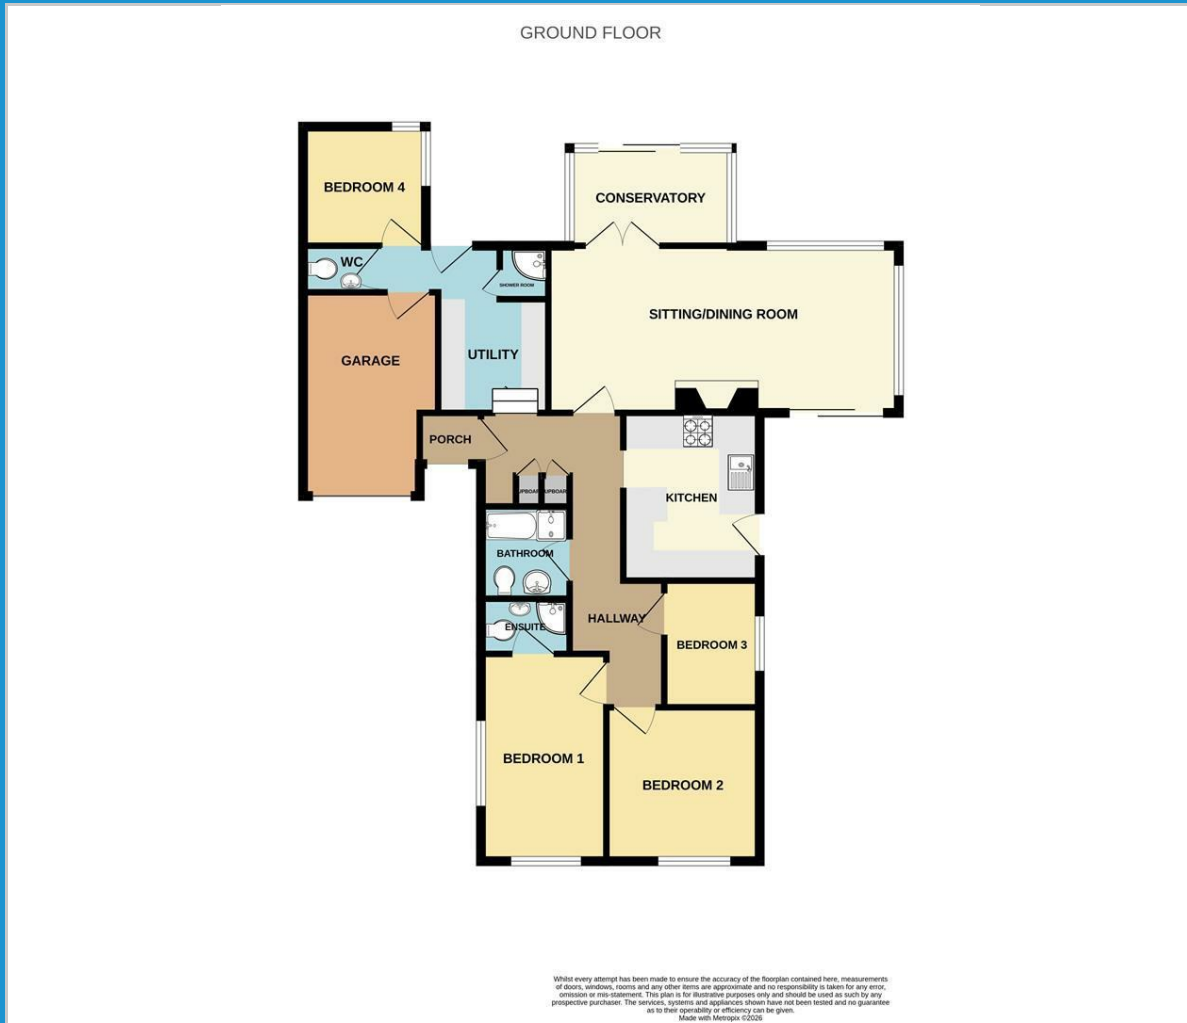 GROUND FLOOR
BEDROOM 4
CONSERVATORY
WC
SHOWER ROOM
SITTING/DINING ROOM
UTILITY
GARAGE
PORCH
KITCHEN
UPBOAR
UPBOAR
BATHROOM
HALLWAY
ENSUITE
BEDROOM 3
BEDROOM 1
BEDROOM 2
Whilst every attempt has been made to ensure the accuracy of the floorplan contained here, measurements
of doors, windows, rooms and any other items are approximate and no responsibility is taken for any error,
omission or mis-statement. This plan is for illustrative purposes only and should be used as such by any
prospective purchaser. The services, systems and appliances shown have not been tested and no guarantee
as to their operability or efficiency can be given.
Made with Metropix ©2026